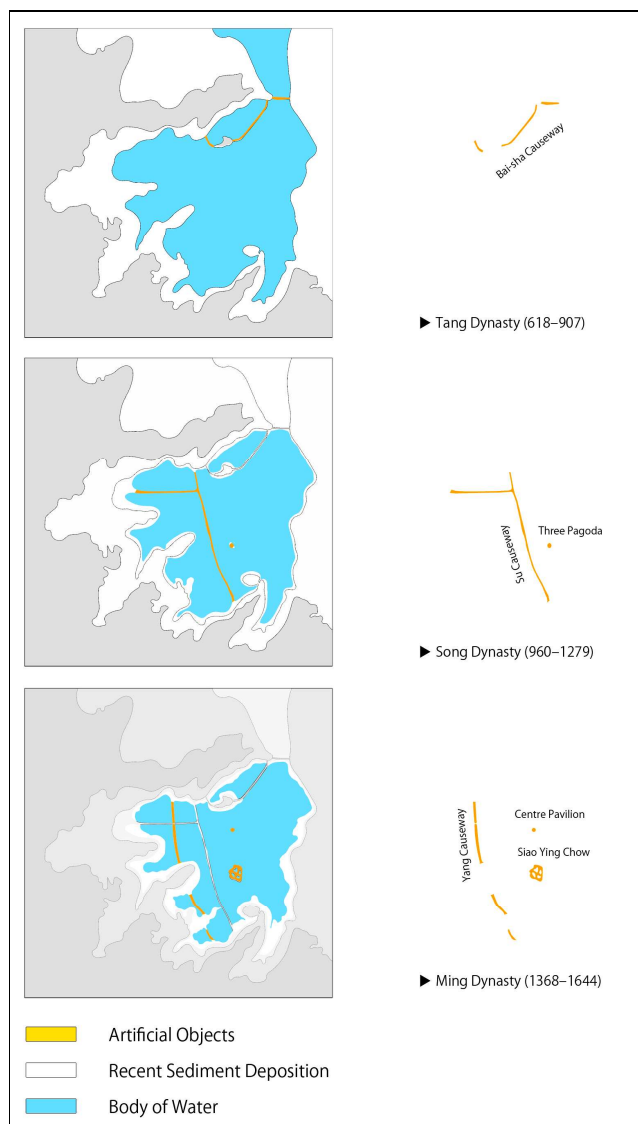 Bai-sha Causeway
▶ Tang Dynasty (618–907)
Su Causeway
Three Pagoda
▶ Song Dynasty (960–1279)
Yang Causeway
Centre Pavilion
Siao Ying Chow
▶ Ming Dynasty (1368–1644)
Artificial Objects
Recent Sediment Deposition
Body of Water